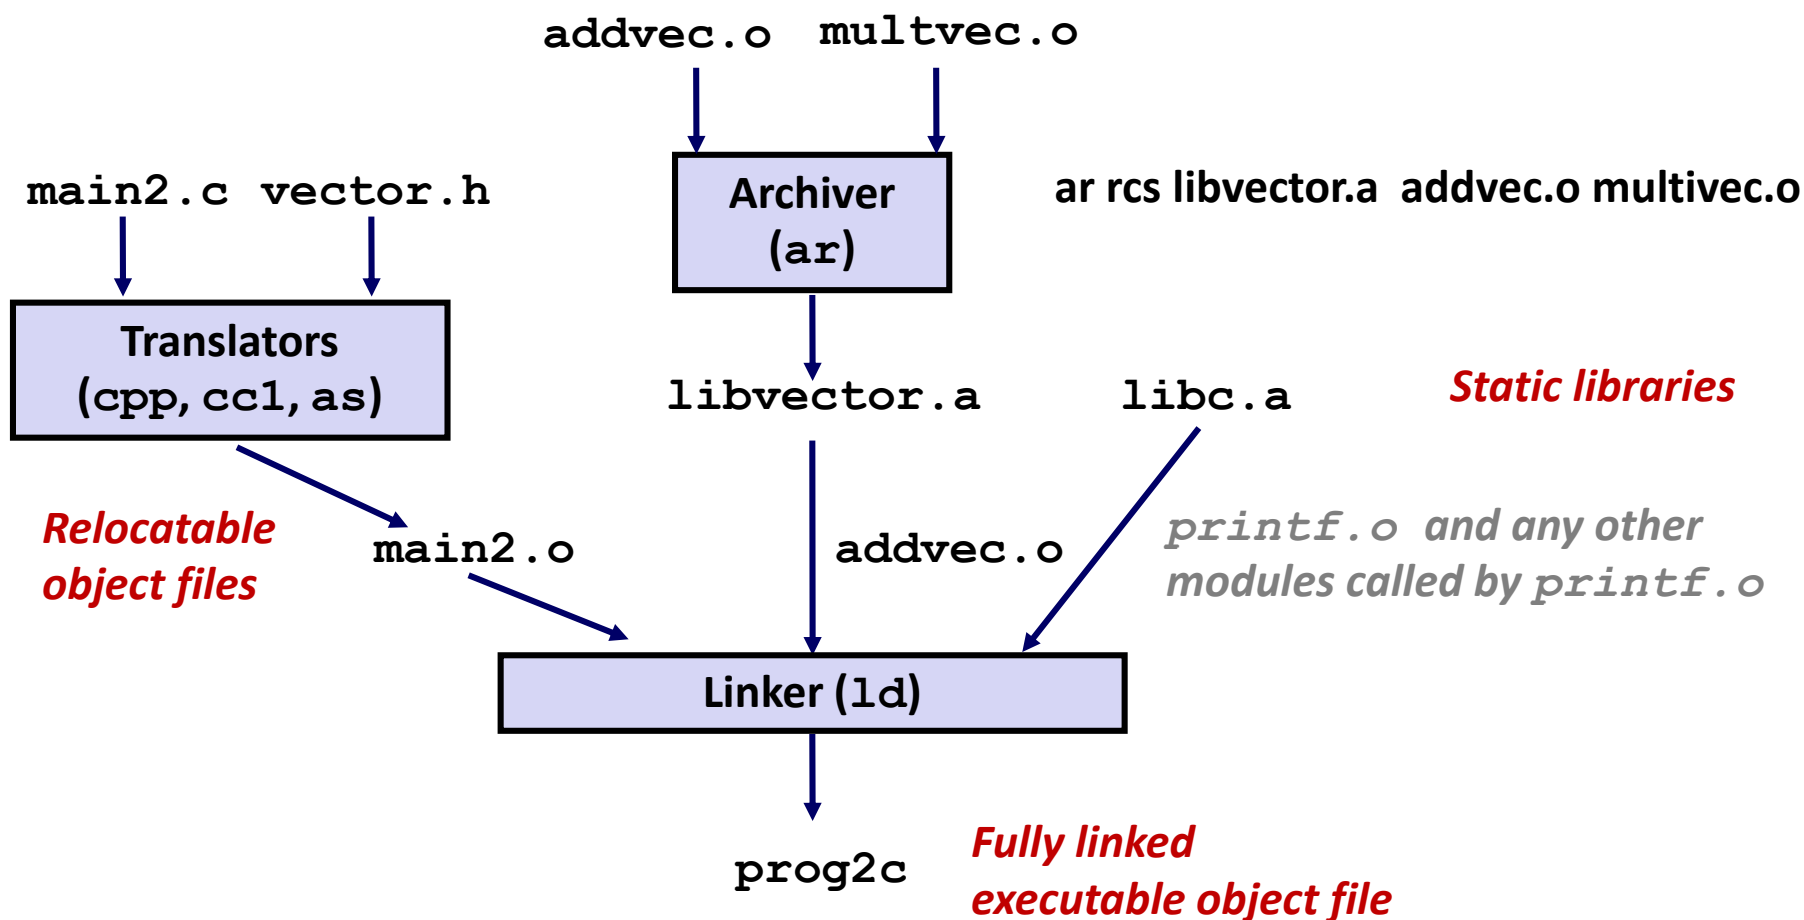 addvec.o multvec.o
main2.c vector.h
Archiver
(ar)
ar rcs libvector.a addvec.o multivec.o
Translators
(cpp, cc1, as)
libvector.a
libc.a
Static libraries
Relocatable
object files
main2.o
addvec.o
printf.o and any other
modules called by printf.o
Linker (ld)
prog2c
Fully linked
executable object file